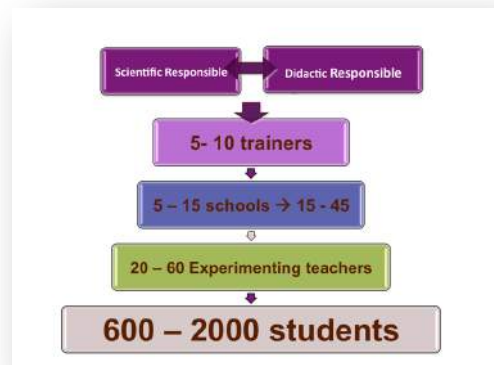 Scientific Responsible
Didactic Responsible
5- 10 trainers
5 – 15 schools → 15 - 45
20 – 60 Experimenting teachers
600 – 2000 students